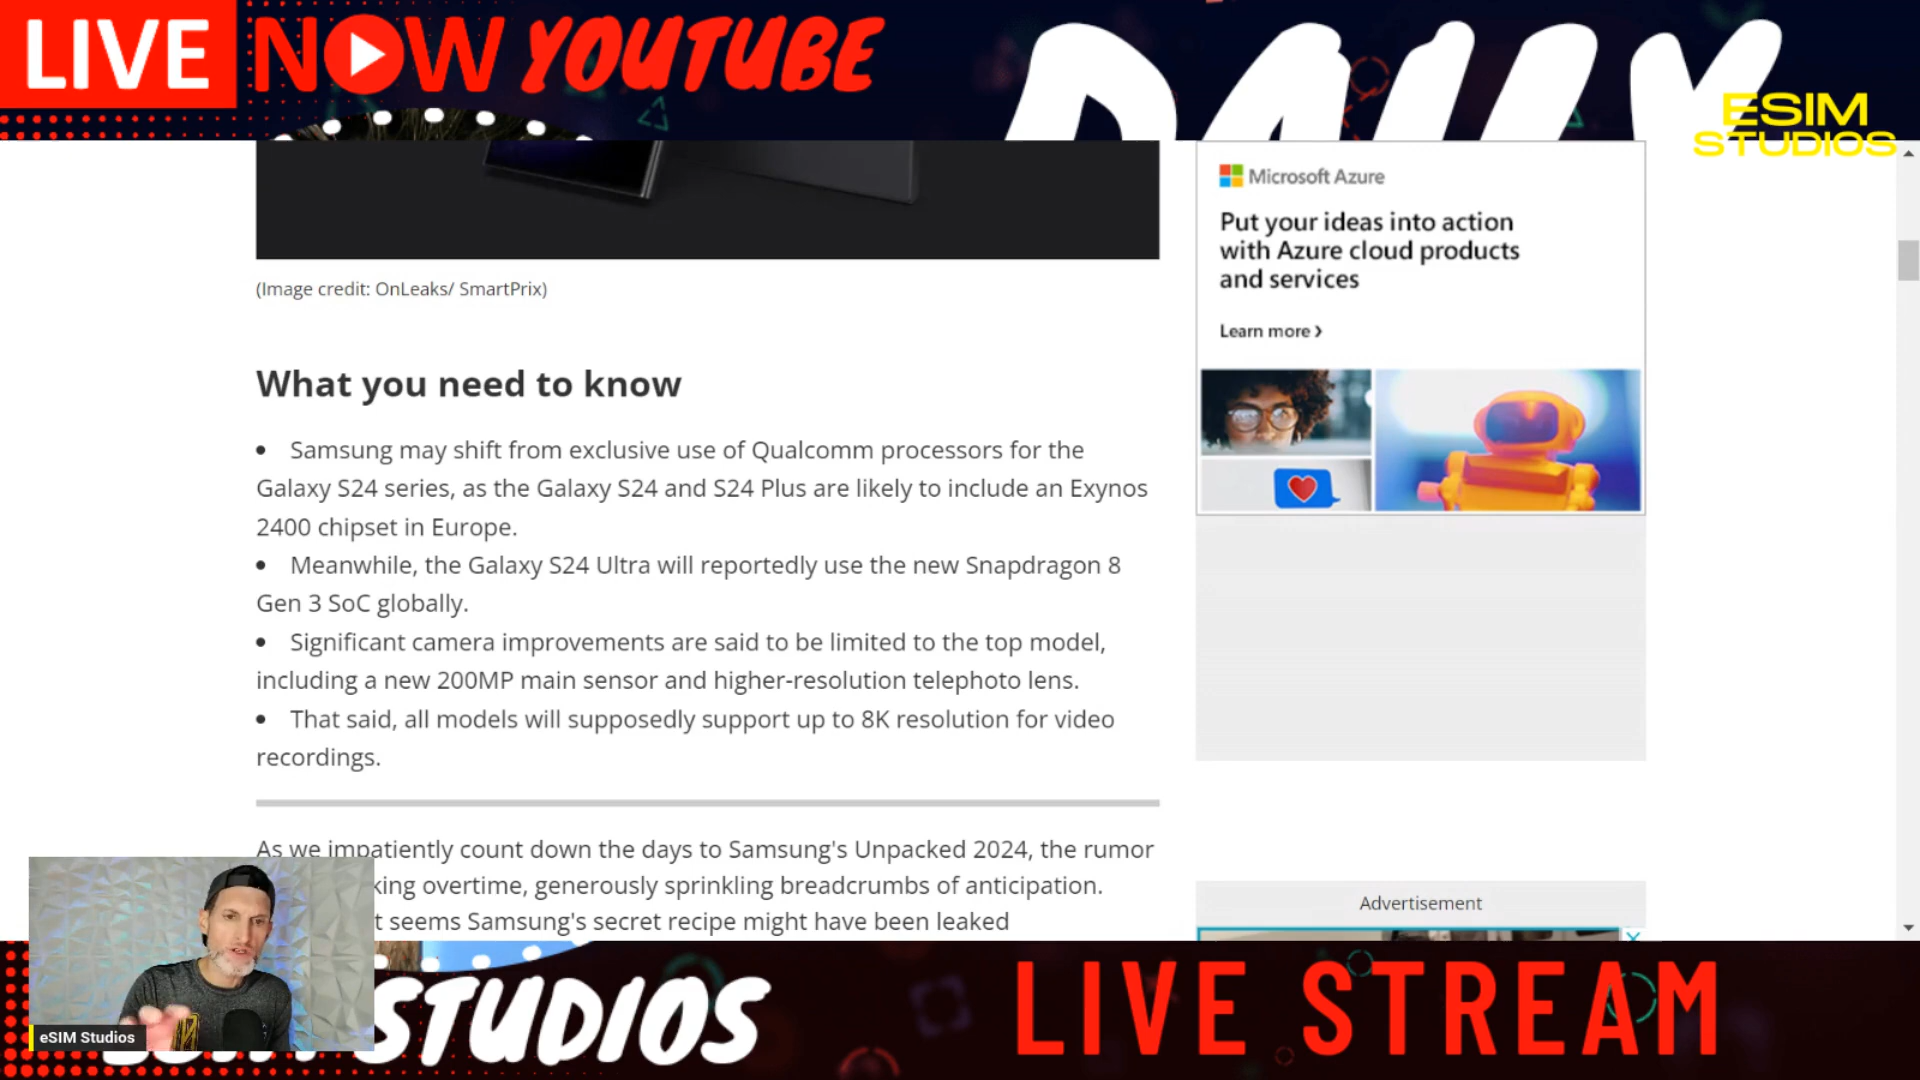 LIVE NOW YOUTUBE
DAILY
ESIM
STUDIOS
(Image credit: OnLeaks/ SmartPrix)
What you need to know
• Samsung may shift from exclusive use of Qualcomm processors for the
Galaxy S24 series, as the Galaxy S24 and S24 Plus are likely to include an Exynos
2400 chipset in Europe.
• Meanwhile, the Galaxy S24 Ultra will reportedly use the new Snapdragon 8
Gen 3 SoC globally.
• Significant camera improvements are said to be limited to the top model,
including a new 200MP main sensor and higher-resolution telephoto lens.
• That said, all models will supposedly support up to 8K resolution for video
recordings.
As we impatiently count down the days to Samsung's Unpacked 2024, the rumor
king overtime, generously sprinkling breadcrumbs of anticipation.
t seems Samsung's secret recipe might have been leaked
Microsoft Azure
Put your ideas into action
with Azure cloud products
and services
Learn more ›
Advertisement
eSIM Studios
STUDIOS
LIVE STREAM